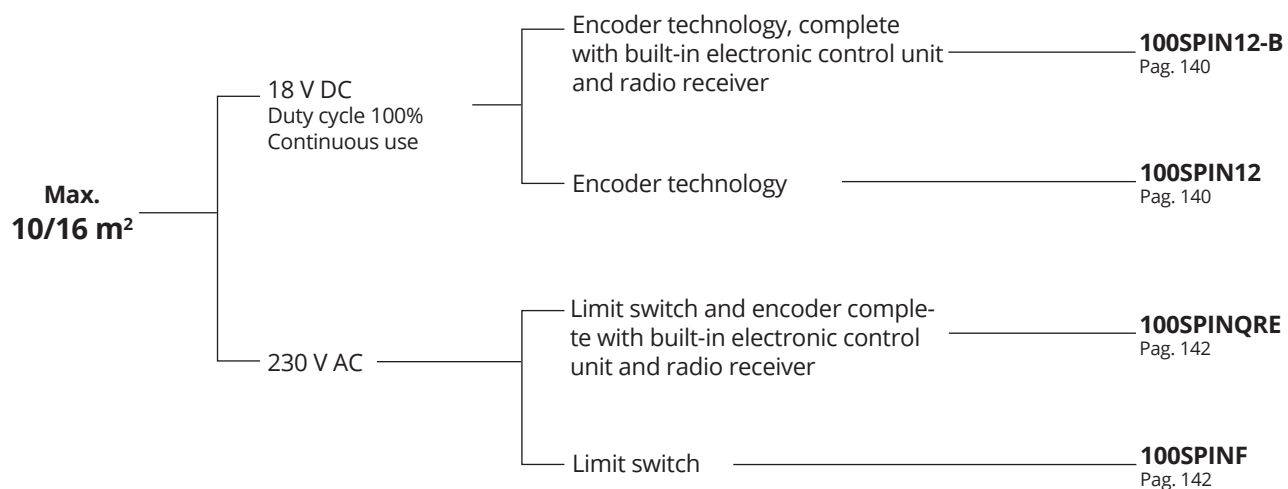 Max.
10/16 m²
18 V DC
Duty cycle 100%
Continuous use
Encoder technology, complete
with built-in electronic control unit
and radio receiver
100SPIN12-B
Pag. 140
Encoder technology
100SPIN12
Pag. 140
230 V AC
Limit switch and encoder comple-
te with built-in electronic control
unit and radio receiver
100SPINQRE
Pag. 142
Limit switch
100SPINF
Pag. 142